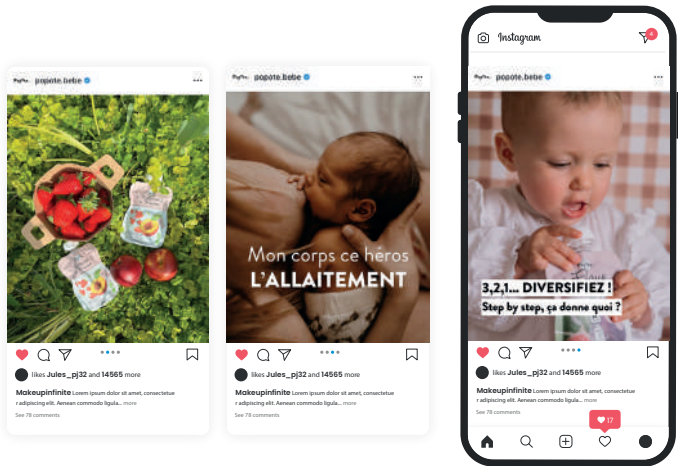 popote.bebe
likes Jules_pj32 and 14565 more
Makeupinfinite Lorem ipsum dolor sit amet, consectetue
r adipiscing elit. Aenean commodo ligula... more
See 78 comments
popote.bebe
Mon corps ce héros
L'ALLAITEMENT
likes Jules_pj32 and 14565 more
Makeupinfinite Lorem ipsum dolor sit amet, consectetue
r adipiscing elit. Aenean commodo ligula... more
See 78 comments
Instagram
4
popote.bebe
3,2,1... DIVERSIFIEZ !
Step by step, ça donne quoi ?
likes Jules_pj32 and 14565 more
Makeupinfinite Lorem ipsum dolor sit amet, consectetue
r adipiscing elit. Aenean commodo ligula... more
See 78 comments
17